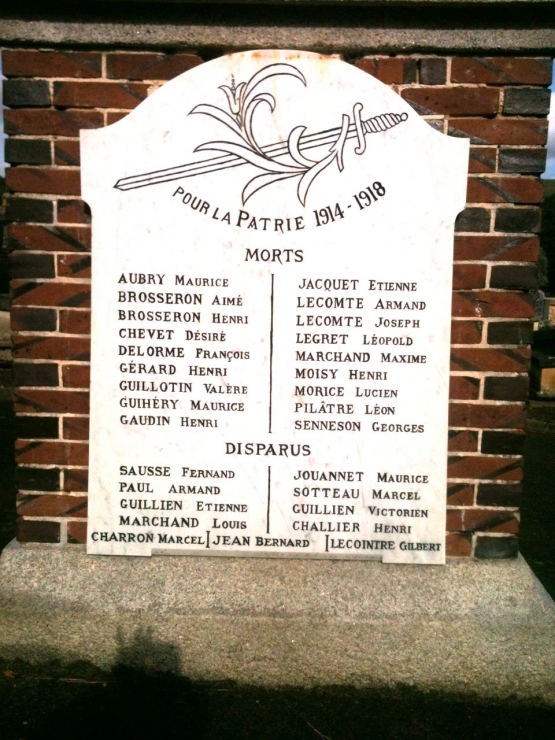 POUR LA PATRIE 1914-1918
MORTS
AUBRY MAURICE
BROSSERON AIMÉ
BROSSERON HENRI
CHEVET DÉSIRÉ
DELORME FRANÇOIS
GÉRARD HENRI
GUILLOTIN VALÈRE
GUIHÉRY MAURICE
GAUDIN HENRI
JACQUET ETIENNE
LECOMTE ARMAND
LECOMTE JOSEPH
LEGRET LÉOPOLD
MARCHAND MAXIME
MOISY HENRI
MORICE LUCIEN
PILÂTRE LÉON
SENNESON GEORGES
DISPARUS
SAUSSE FERNAND
PAUL ARMAND
GUILLIEN ETIENNE
MARCHAND LOUIS
JOUANNET MAURICE
SOTTEAU MARCEL
GUILLIEN VICTORIEN
CHALLIER HENRI
CHARRON MARCEL JEAN BERNARD LECOINTRE GILBERT